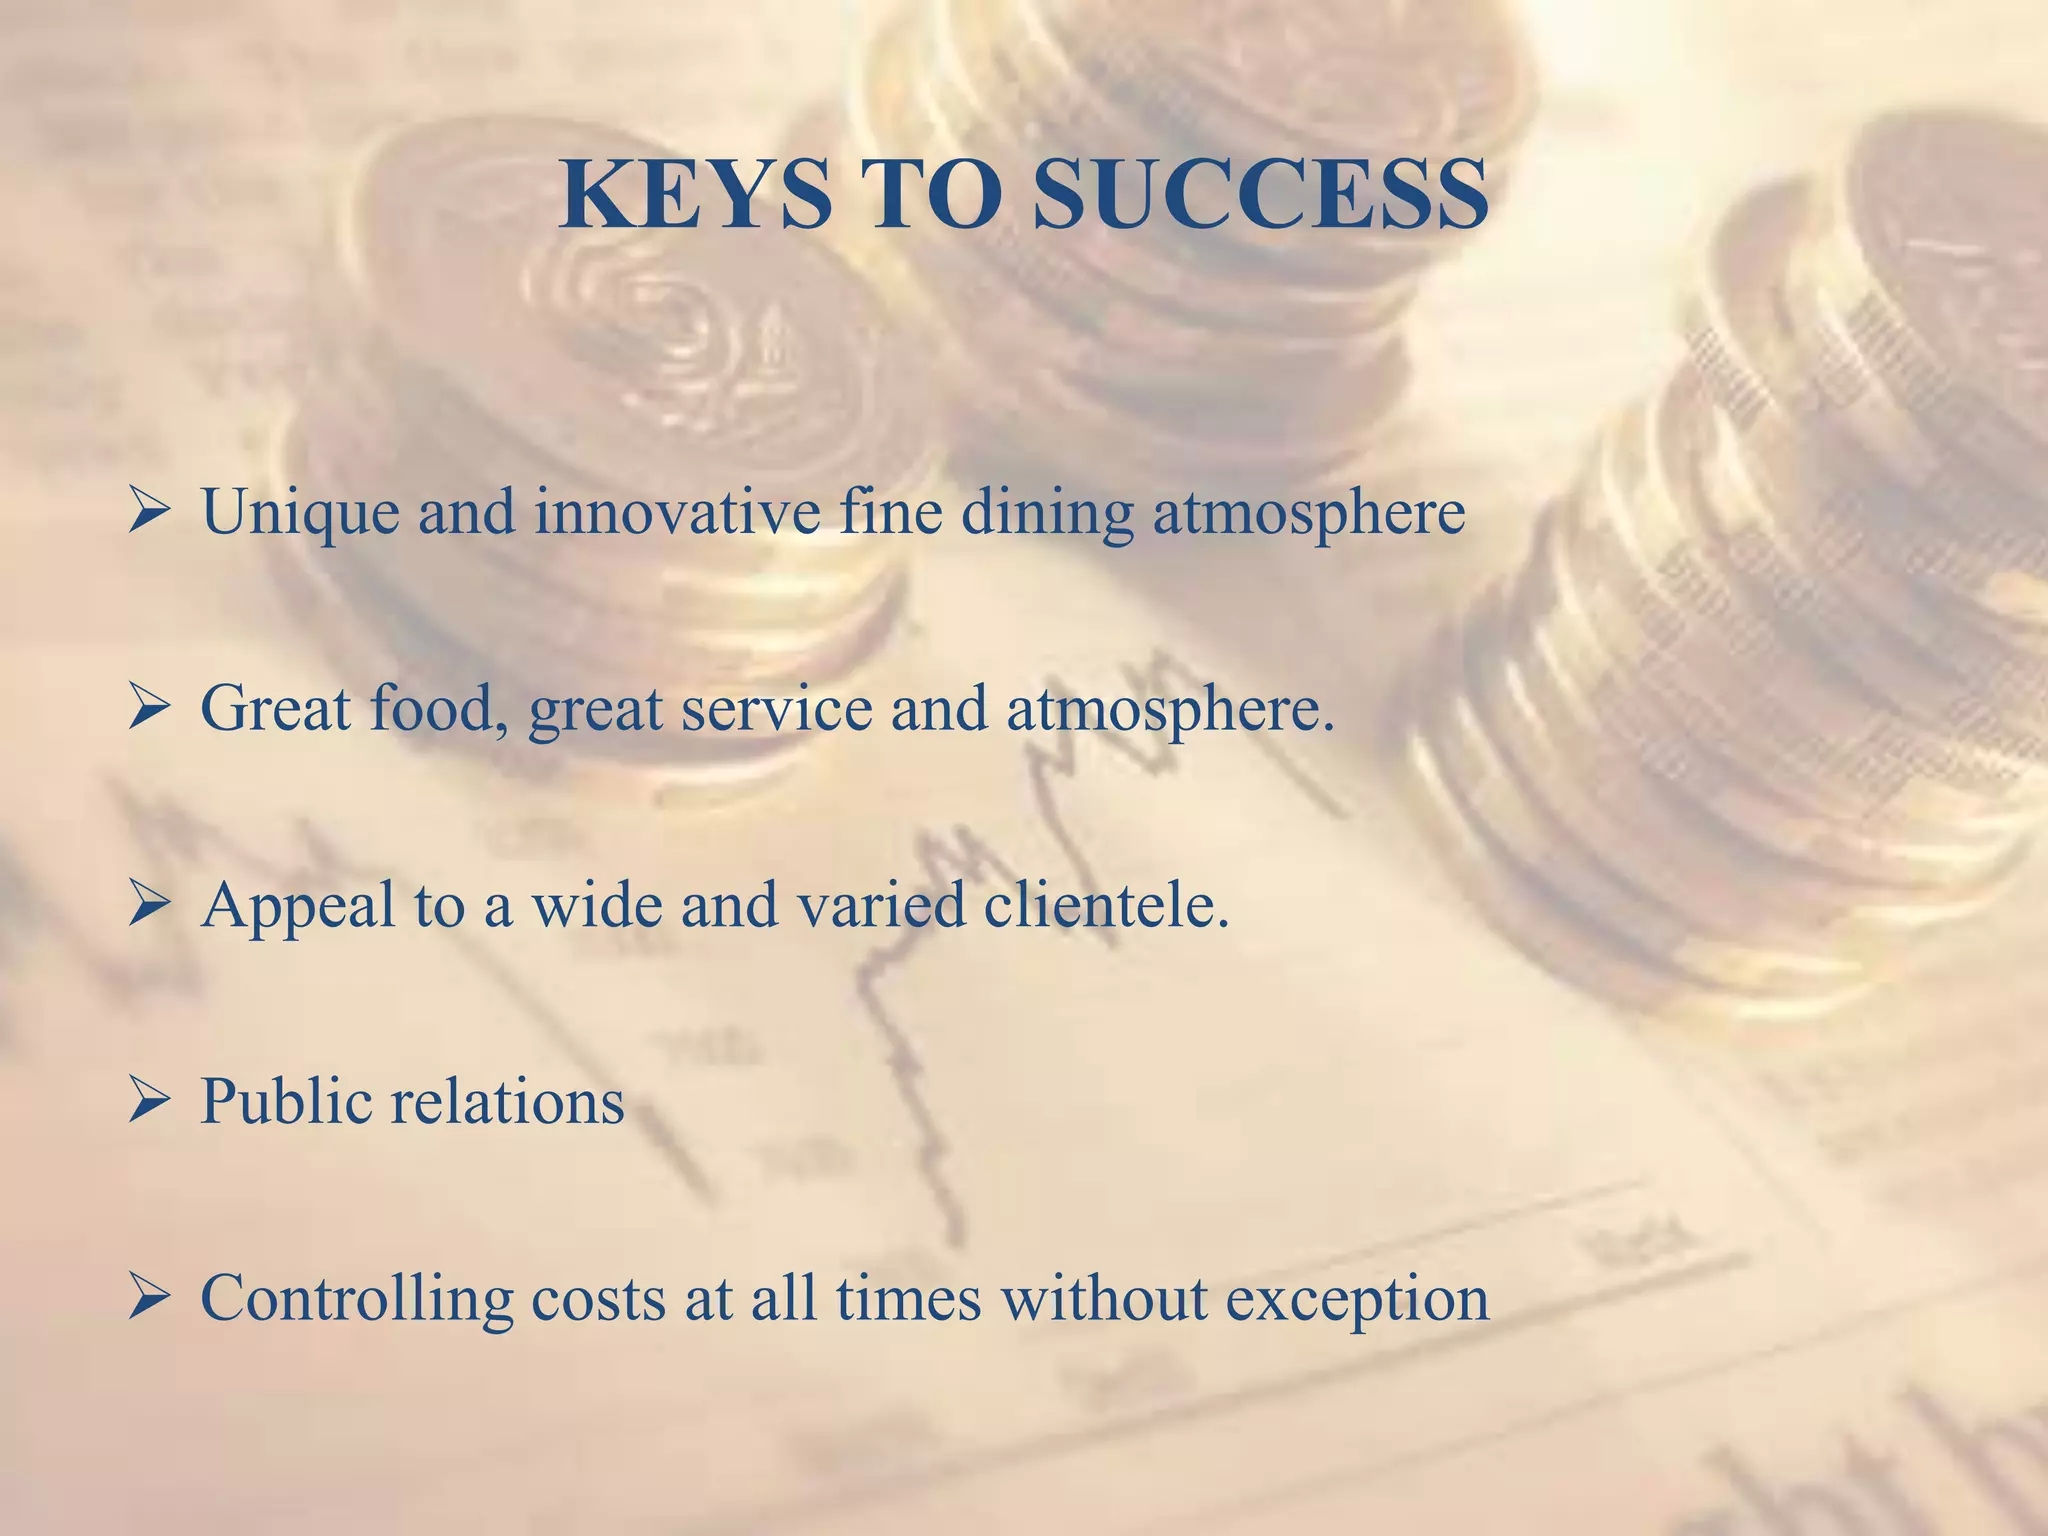 KEYS TO SUCCESS
➢ Unique and innovative fine dining atmosphere
➢ Great food, great service and atmosphere.
➢ Appeal to a wide and varied clientele.
➢ Public relations
➢ Controlling costs at all times without exception